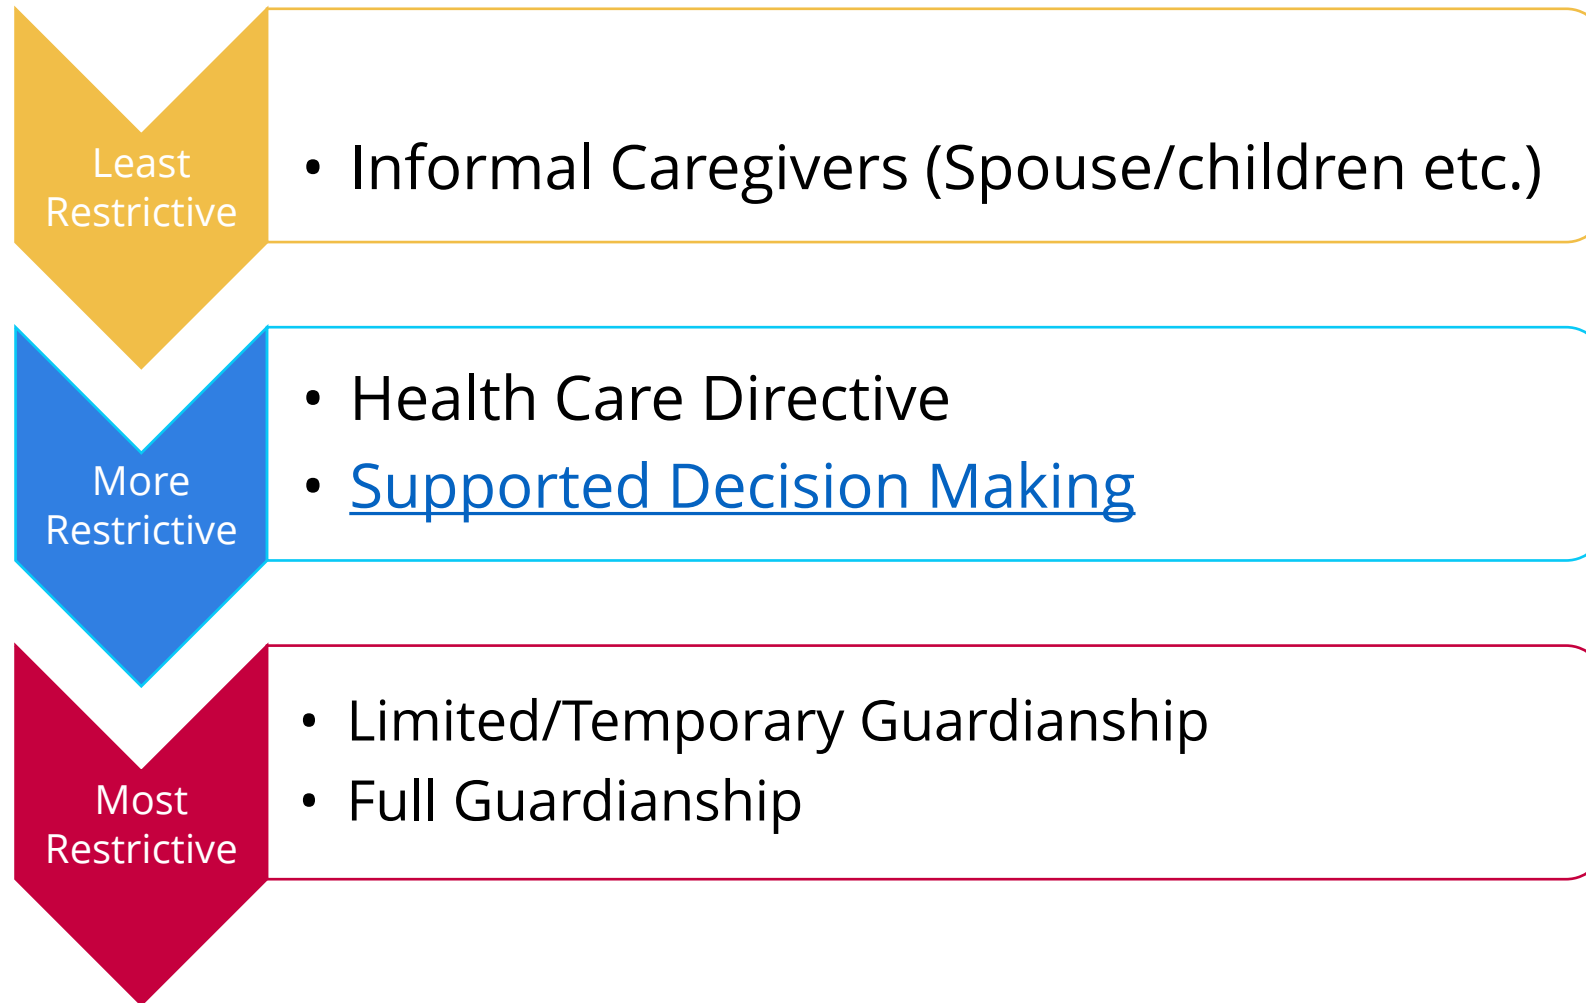 Least
Restrictive
• Informal Caregivers (Spouse/children etc.)
More
Restrictive
• Health Care Directive
• Supported Decision Making
Most
Restrictive
• Limited/Temporary Guardianship
• Full Guardianship